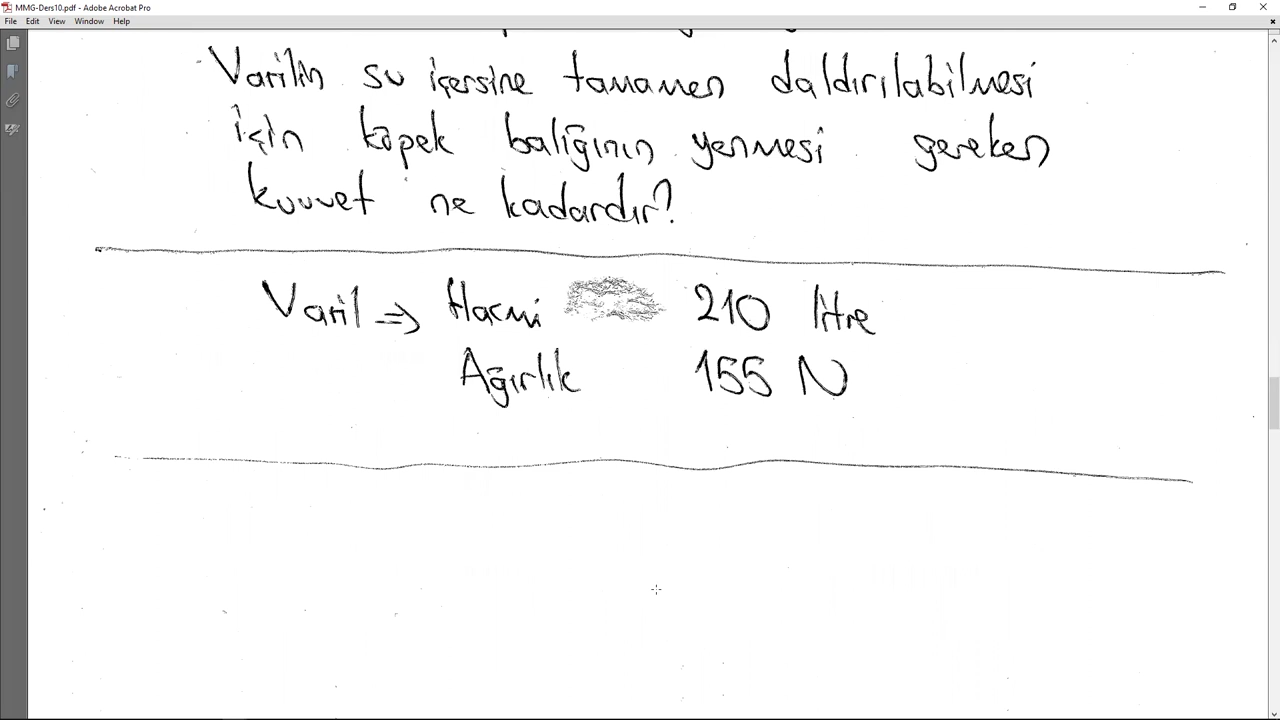 MMG-Ders10.pdf - Adobe Acrobat Pro
File Edit View Window Help
Varilin su içersine tamamen daldırılabilmesi
için köpek balığının yenmesi gereken
kuvvet ne kadardır?
Varil => Hacmi 210 litre
Ağırlık 155 N